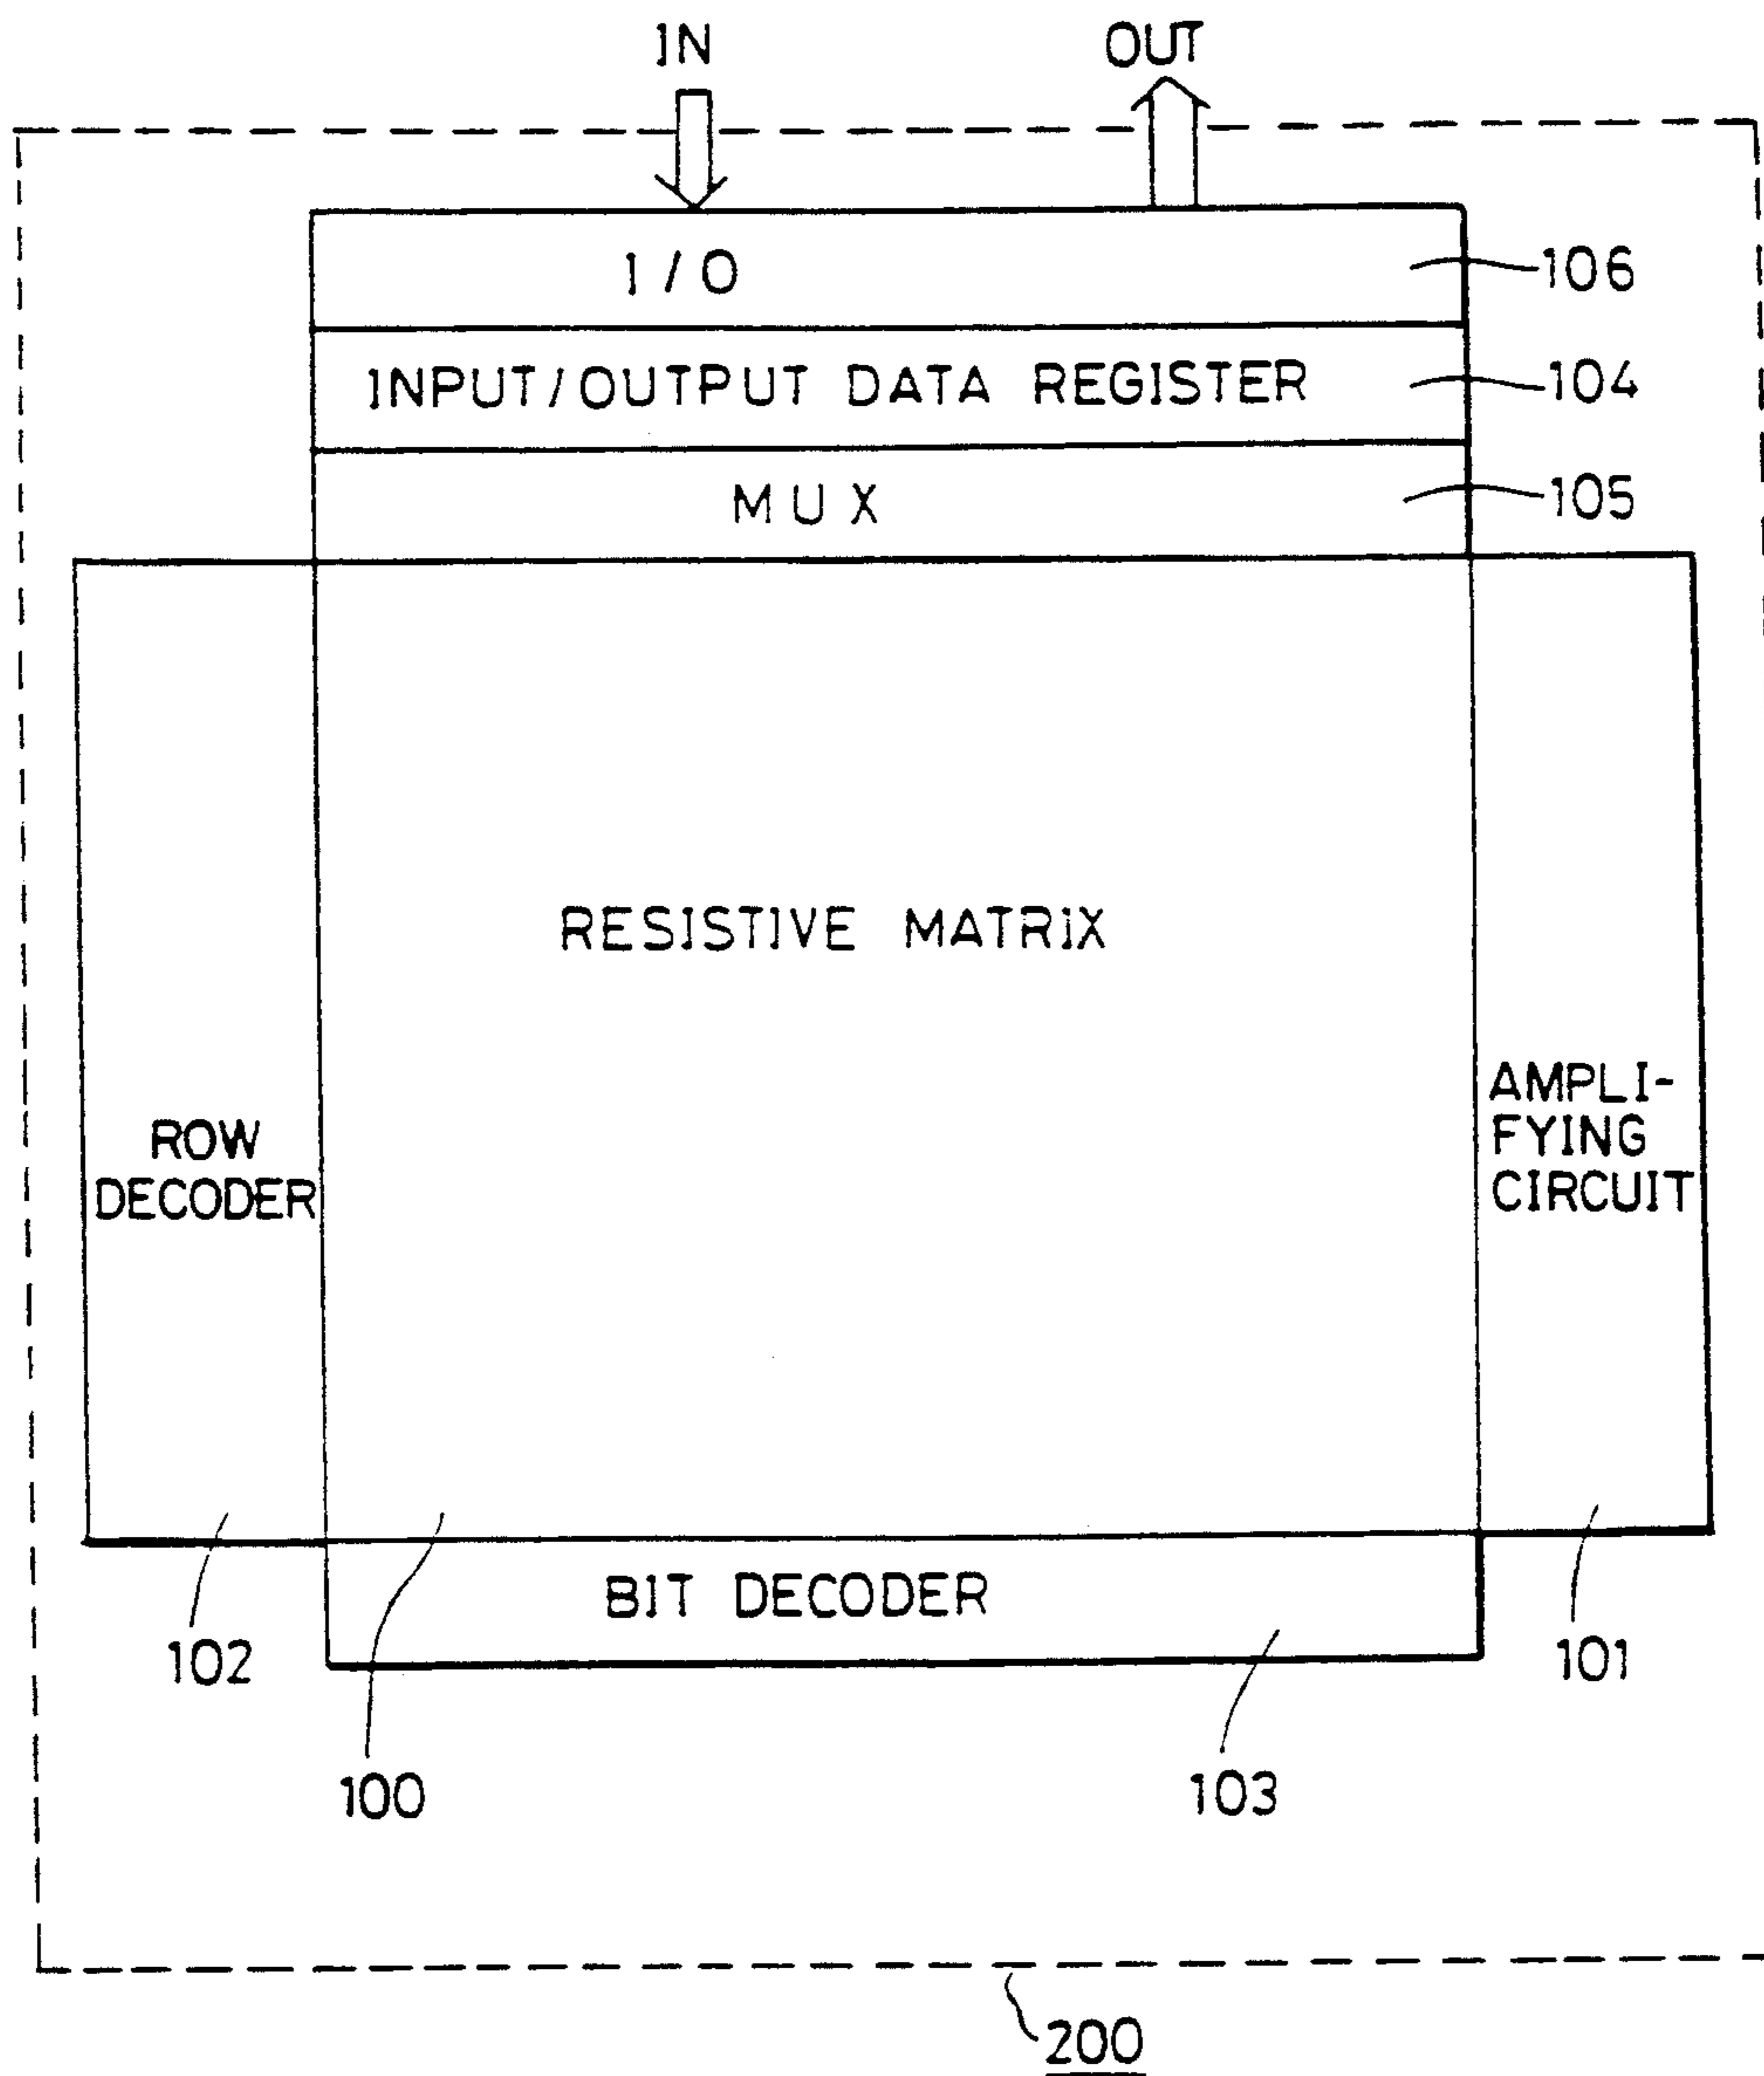 IN
OUT
I/O
106
INPUT/OUTPUT DATA REGISTER
104
MUX
105
RESISTIVE MATRIX
ROW
DECODER
AMPLI-
FYING
CIRCUIT
BIT DECODER
102
101
100
103
200